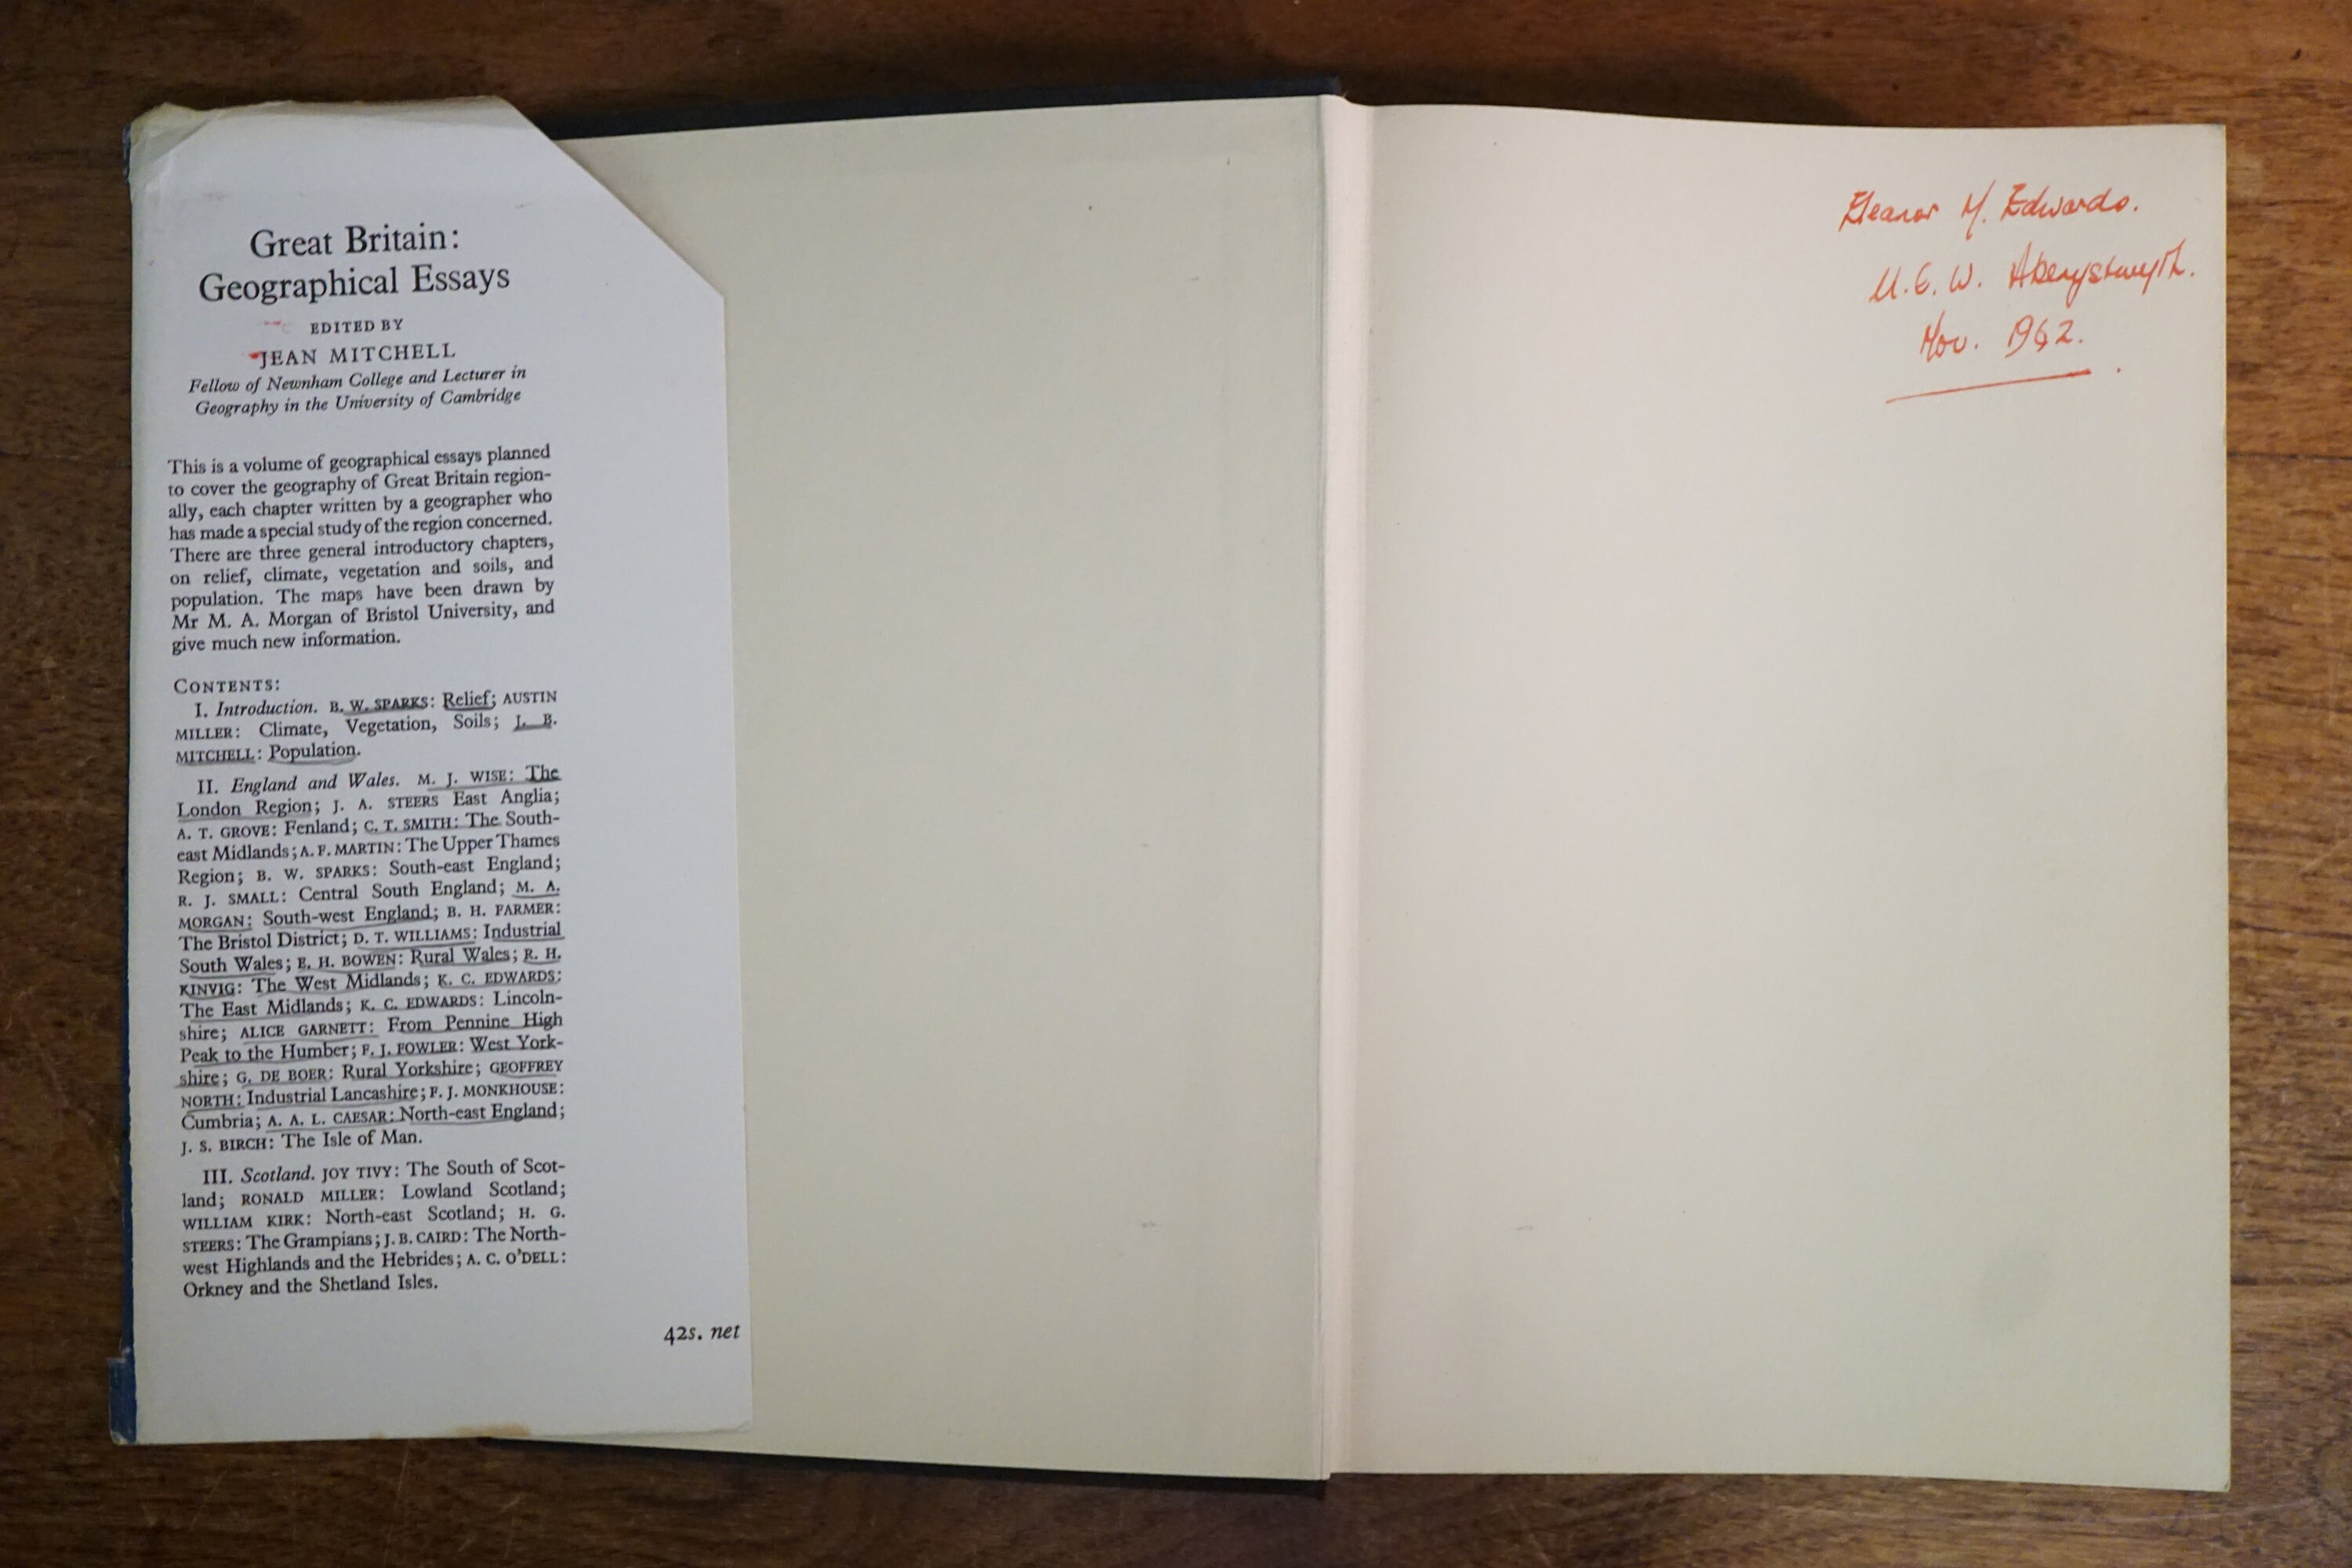 Great Britain:
Geographical Essays
EDITED BY
JEAN MITCHELL
Fellow of Newnham College and Lecturer in
Geography in the University of Cambridge
This is a volume of geographical essays planned
to cover the geography of Great Britain region-
ally, each chapter written by a geographer who
has made a special study of the region concerned.
There are three general introductory chapters,
on relief, climate, vegetation and soils, and
population. The maps have been drawn by
Mr M. A. Morgan of Bristol University, and
give much new information.
CONTENTS:
I. Introduction. B. W. SPARKS: Relief; AUSTIN
MILLER: Climate, Vegetation, Soils; J. B.
MITCHELL: Population.
II. England and Wales. M. J. WISE: The
London Region; J. A. STEERS East Anglia;
A. T. GROVE: Fenland; C. T. SMITH: The South-
east Midlands; A. F. MARTIN: The Upper Thames
Region; B. W. SPARKS: South-east England;
R. J. SMALL: Central South England; M. A.
MORGAN: South-west England; B. H. FARMER:
The Bristol District; D. T. WILLIAMS: Industrial
South Wales; E. H. BOWEN: Rural Wales; R. H.
KINVIG: The West Midlands; K. C. EDWARDS:
The East Midlands; K. C. EDWARDS: Lincoln-
shire; ALICE GARNETT: From Pennine High
Peak to the Humber; F. J. FOWLER: West York-
shire; G. DE BOER: Rural Yorkshire; GEOFFREY
NORTH: Industrial Lancashire; F. J. MONKHOUSE:
Cumbria; A. A. L. CAESAR: North-east England;
J. S. BIRCH: The Isle of Man.
III. Scotland. JOY TIVY: The South of Scot-
land; RONALD MILLER: Lowland Scotland;
WILLIAM KIRK: North-east Scotland; H. G.
STEERS: The Grampians; J. B. CAIRD: The North-
west Highlands and the Hebrides; A. C. O'DELL:
Orkney and the Shetland Isles.
42s. net
Eleanor M. Edwards.
U.C.W. Aberystwyth.
Nov. 1962.